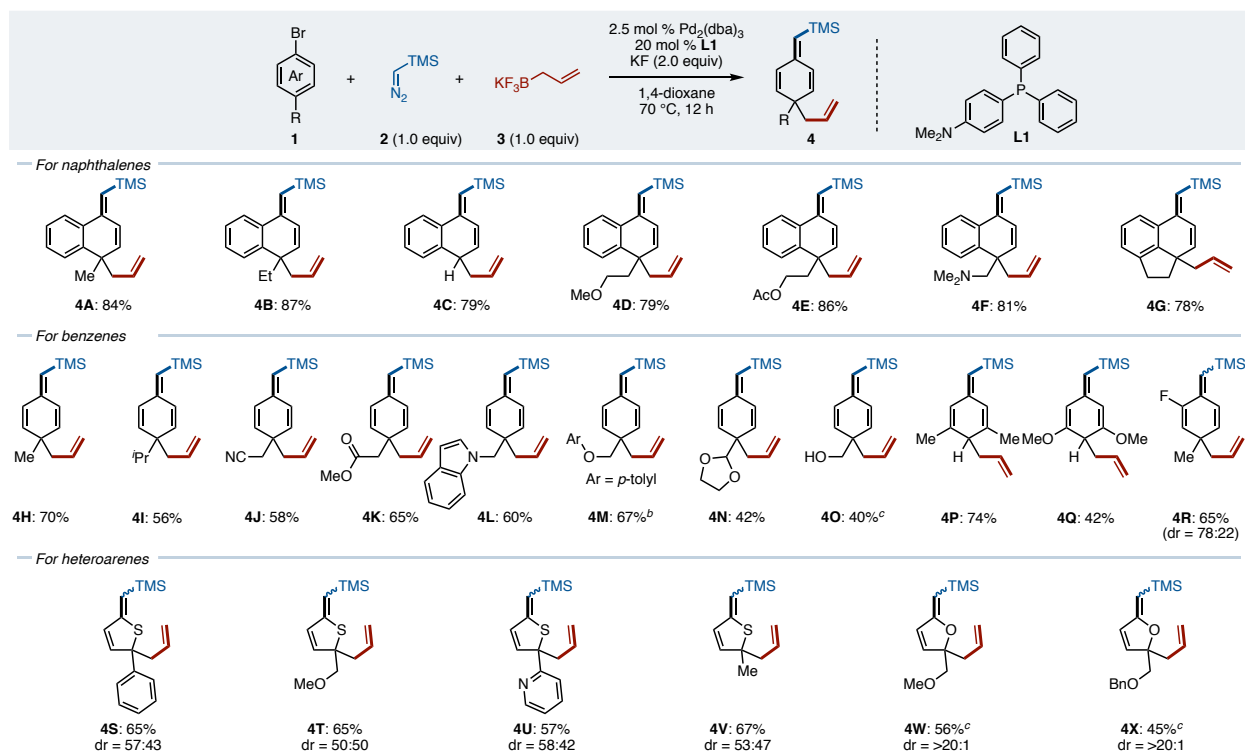 Br
Ar
R
1
+
TMS
N2
2 (1.0 equiv)
+
KF3B
3 (1.0 equiv)
2.5 mol % Pd2(dba)3
20 mol % L1
KF (2.0 equiv)
1,4-dioxane
70 °C, 12 h
TMS
R
4
P
Me2N
L1
For naphthalenes
TMS TMS TMS TMS TMS TMS TMS
Me Et H MeO AcO Me2N
4A: 84% 4B: 87% 4C: 79% 4D: 79% 4E: 86% 4F: 81% 4G: 78%
For benzenes
TMS TMS TMS TMS TMS TMS TMS TMS TMS TMS TMS
F
Me iPr NC O MeO N Ar O O O HO Me Me H MeO OMe H Me
Ar = p-tolyl
4H: 70% 4I: 56% 4J: 58% 4K: 65% 4L: 60% 4M: 67%b 4N: 42% 4O: 40%c 4P: 74% 4Q: 42% 4R: 65%
(dr = 78:22)
For heteroarenes
TMS TMS TMS TMS TMS TMS
S S S S O O
MeO N Me MeO BnO
4S: 65% 4T: 65% 4U: 57% 4V: 67% 4W: 56%c 4X: 45%c
dr = 57:43 dr = 50:50 dr = 58:42 dr = 53:47 dr = >20:1 dr = >20:1